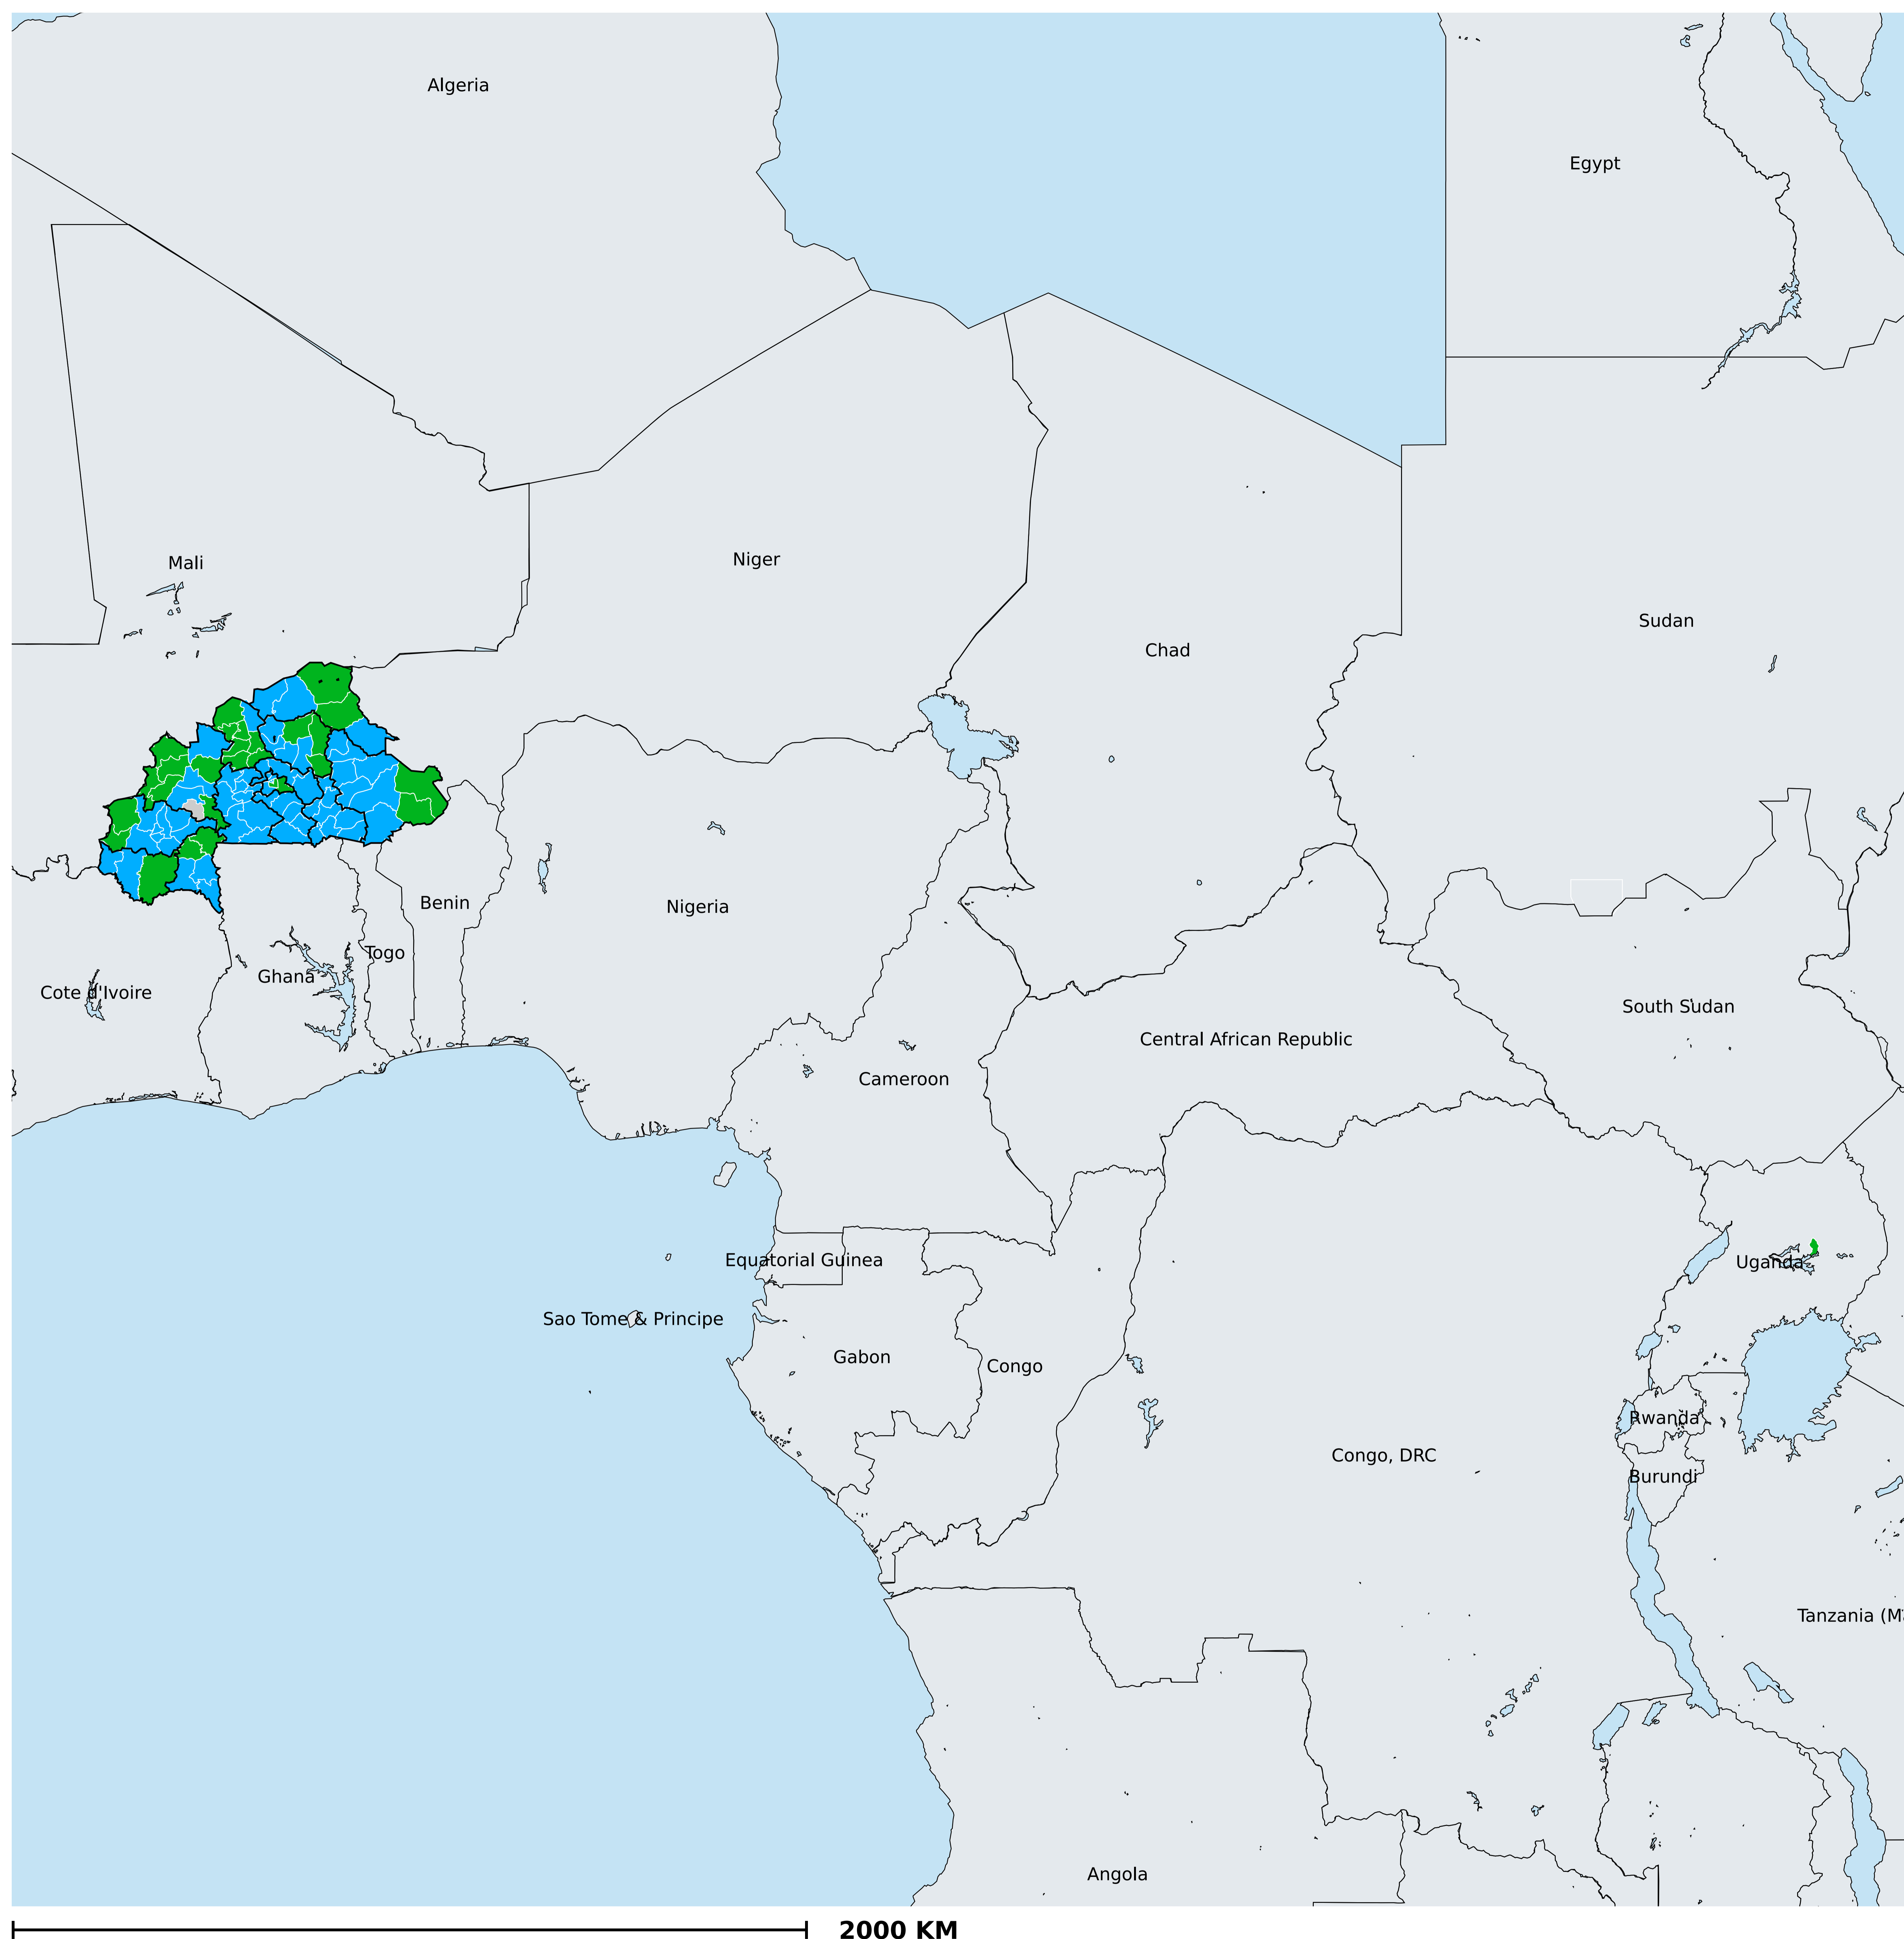 Algeria
Egypt
Mali
Niger
Sudan
Chad
Benin
Nigeria
Togo
Ghana
Cote d'Ivoire
South Sudan
Central African Republic
Cameroon
Equatorial Guinea
Uganda
Sao Tome & Principe
Gabon
Congo
Rwanda
Congo, DRC
Burundi
Tanzania (M
Angola
2000 KM